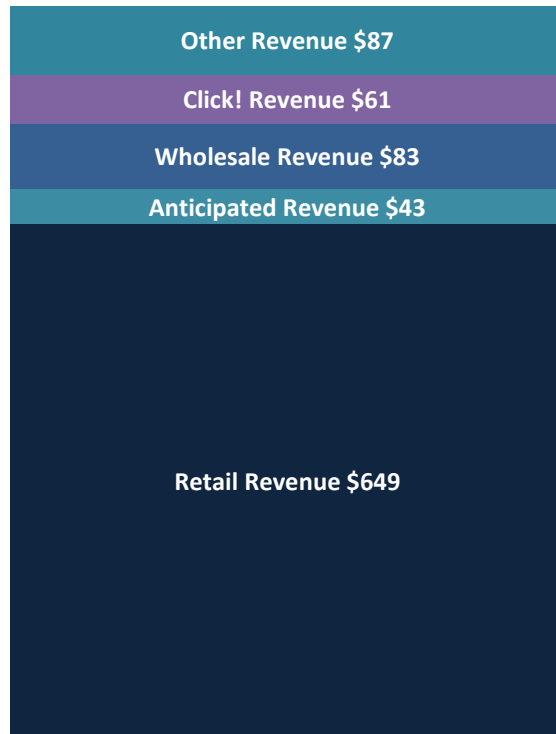 Other Revenue $87
Click! Revenue $61
Wholesale Revenue $83
Anticipated Revenue $43
Retail Revenue $649